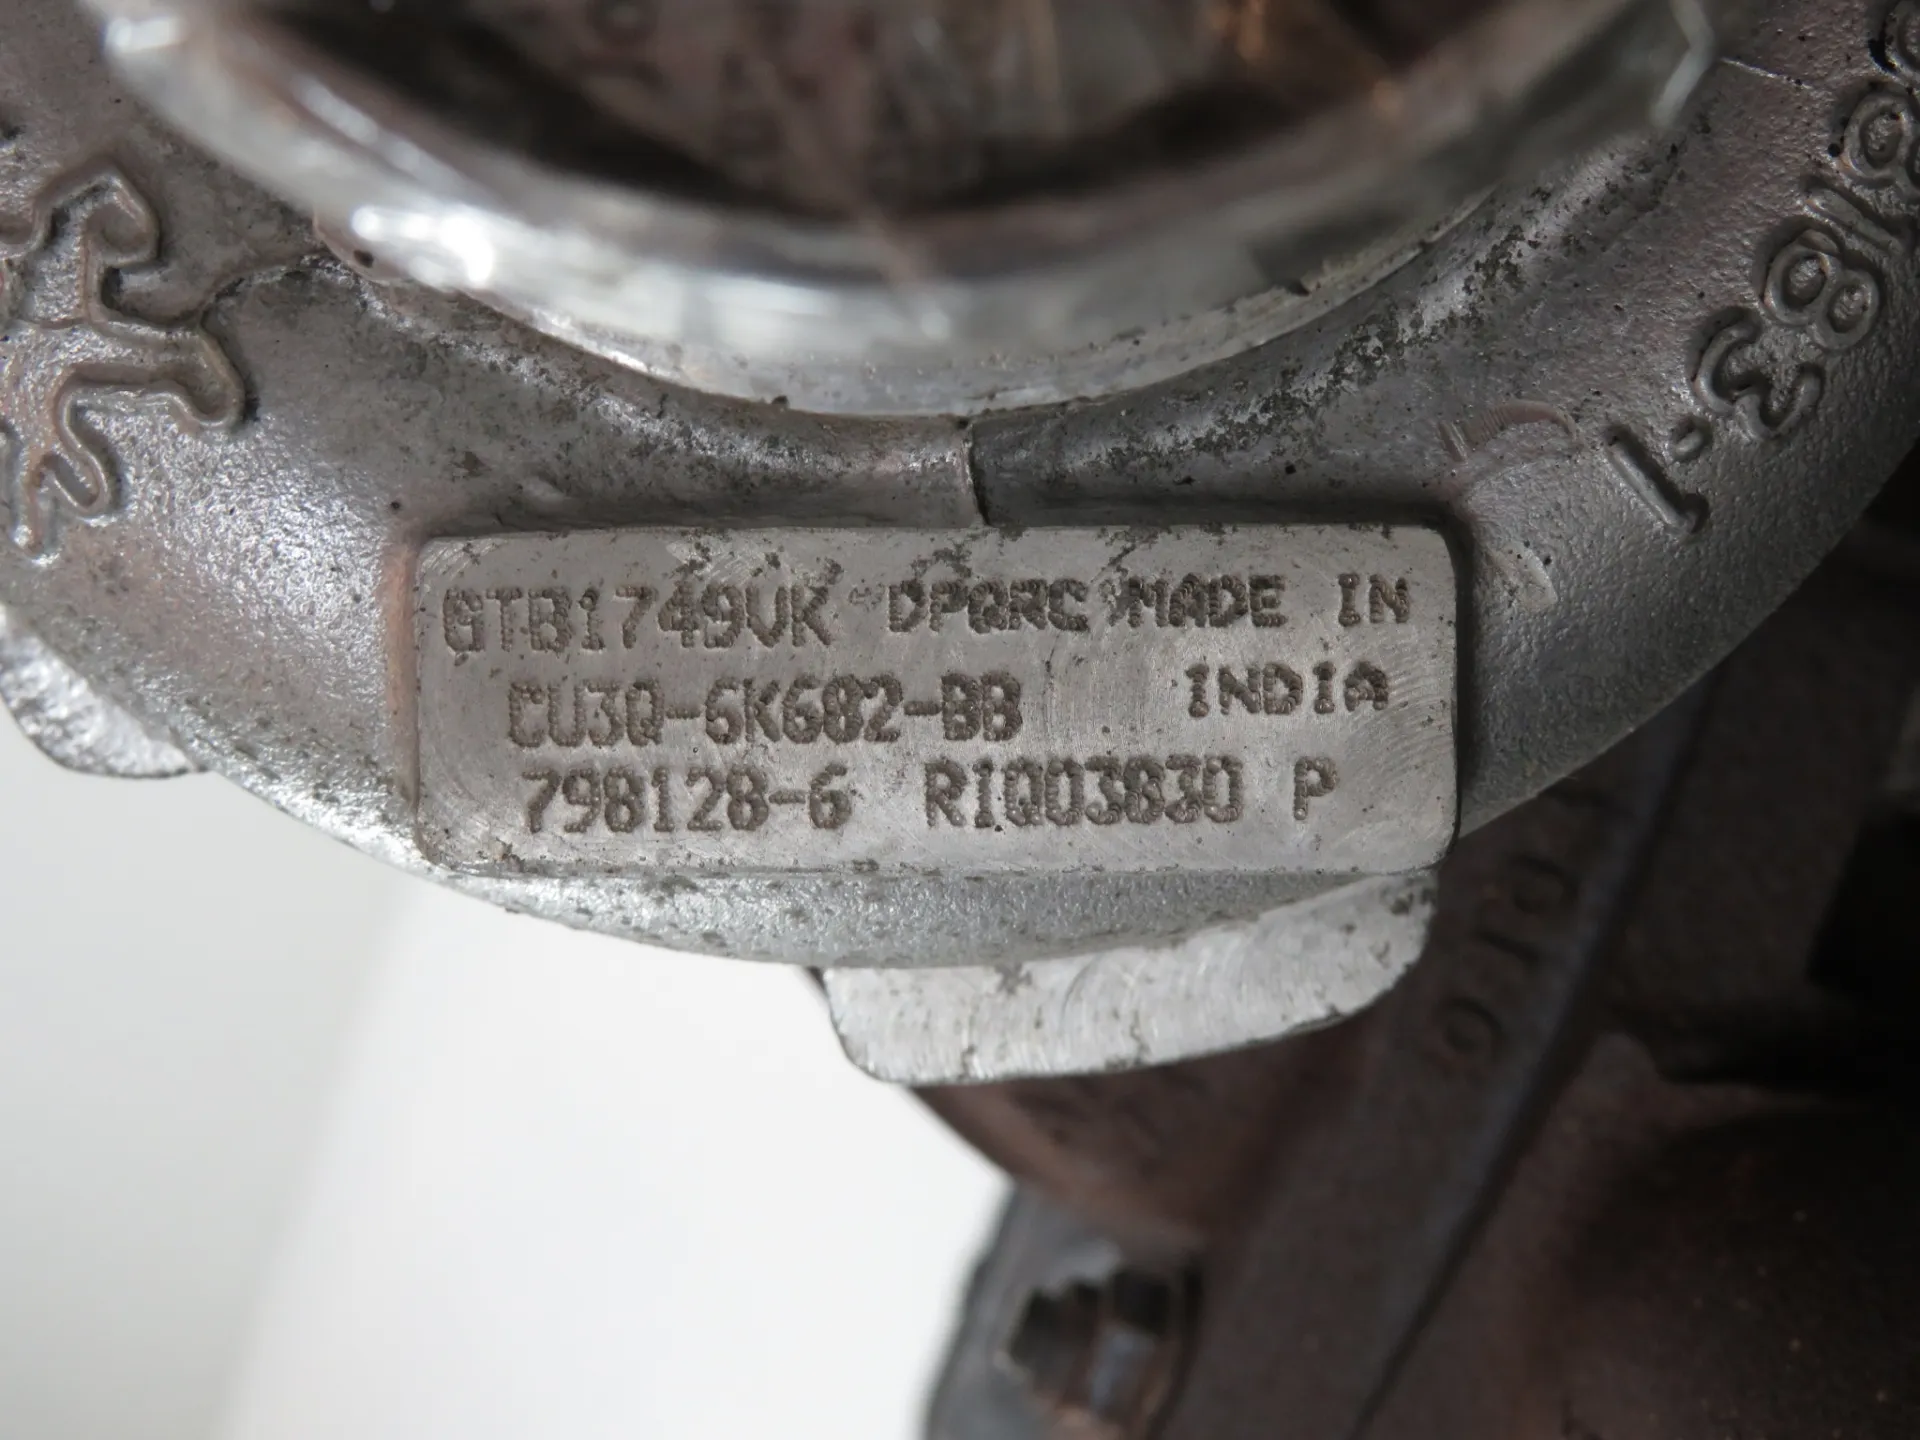 GTB1749VK DPQRC MADE IN
CU3Q-6K682-BB INDIA
798128-6 R1Q03830 P